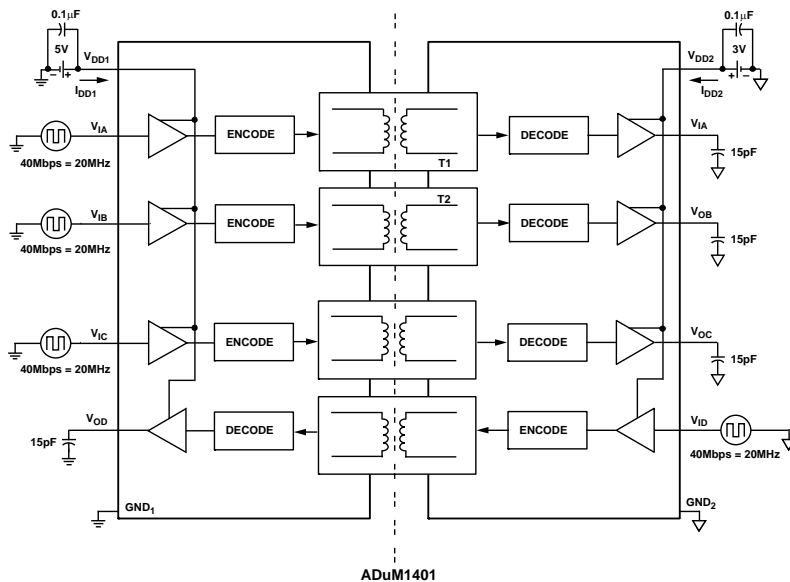 0.1µF
5V
VDD1
IDD1
0.1µF
3V
VDD2
IDD2
VIA
40Mbps = 20MHz
ENCODE
T1
DECODE
VIA
15pF
VIB
40Mbps = 20MHz
ENCODE
T2
DECODE
VOB
15pF
VIC
40Mbps = 20MHz
ENCODE
DECODE
VOC
15pF
VOD
15pF
DECODE
ENCODE
VID
40Mbps = 20MHz
GND1
GND2
ADuM1401